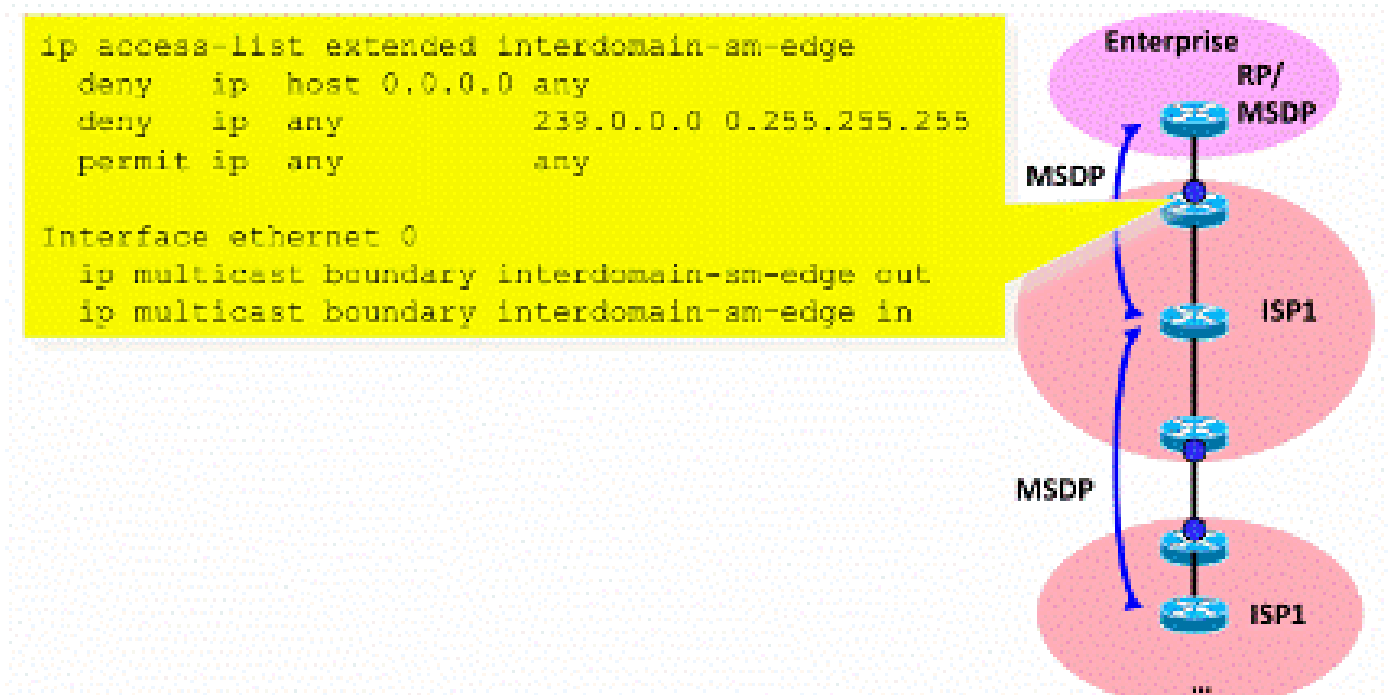 ip access-list extended interdomain-sm-edge
deny ip host 0.0.0.0 any
deny ip any 239.0.0.0 0.255.255.255
permit ip any any
Interface ethernet 0
ip multicast boundary interdomain-sm-edge out
ip multicast boundary interdomain-sm-edge in
Enterprise
RP/
MSDP
MSDP
ISP1
MSDP
ISP1
...